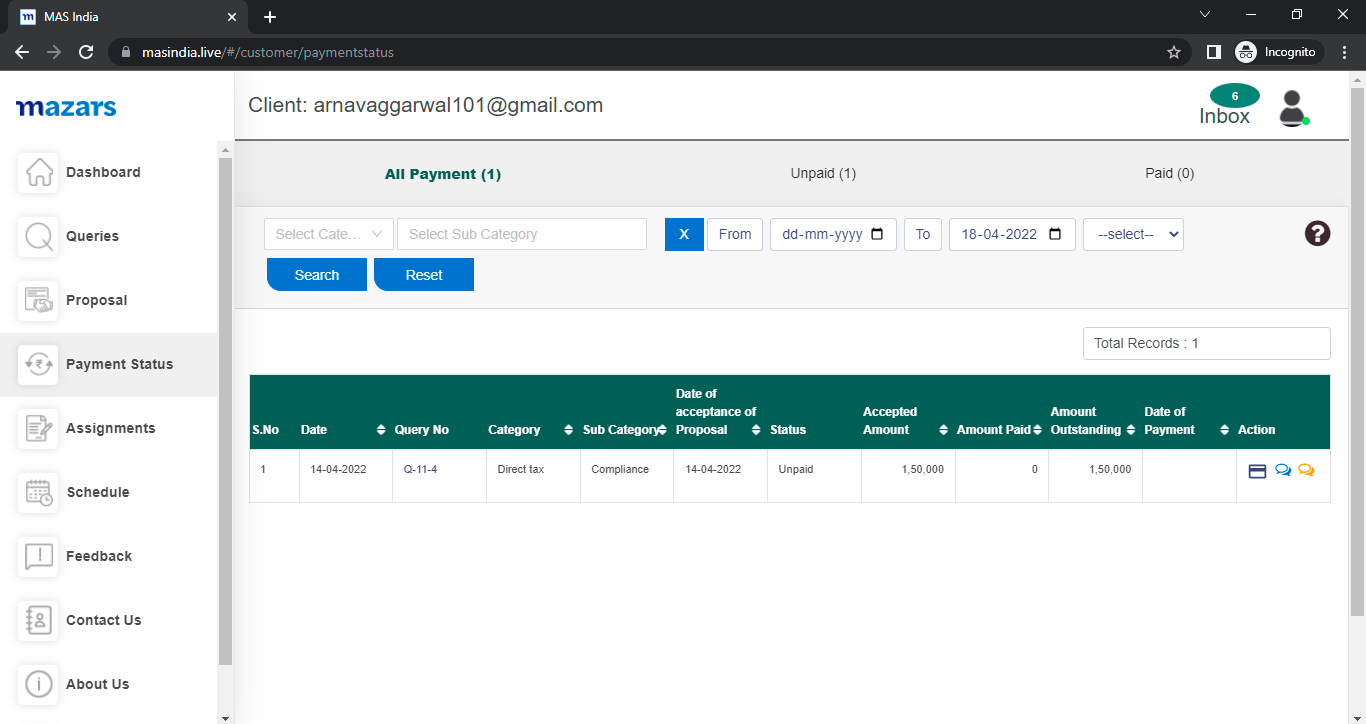 m MAS India
masindia.live/#/customer/paymentstatus
Incognito
mazars
Client: arnavaggarwal101@gmail.com
6
Inbox
Dashboard
Queries
Proposal
Payment Status
Assignments
Schedule
Feedback
Contact Us
About Us
All Payment (1) Unpaid (1) Paid (0)
Select Cate... Select Sub Category X From dd-mm-yyyy To 18-04-2022 --select-- ?
Search Reset
Total Records : 1
S.No Date Query No Category Sub Category Date of acceptance of Proposal Status Accepted Amount Amount Paid Amount Outstanding Date of Payment Action
1 14-04-2022 Q-11-4 Direct tax Compliance 14-04-2022 Unpaid 1,50,000 0 1,50,000